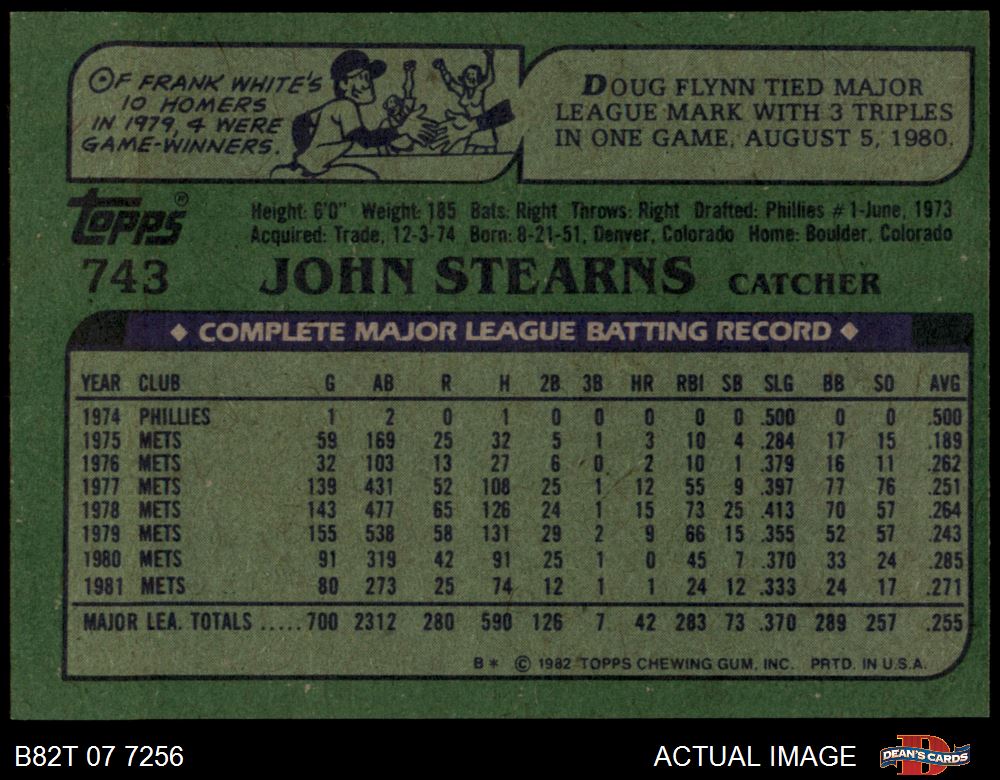 OF FRANK WHITE'S
10 HOMERS
IN 1979, 4 WERE
GAME-WINNERS.
DOUG FLYNN TIED MAJOR
LEAGUE MARK WITH 3 TRIPLES
IN ONE GAME, AUGUST 5, 1980.
Topps®
Height: 6'0" Weight: 185 Bats: Right Throws: Right Drafted: Phillies #1-June, 1973
Acquired: Trade, 12-3-74 Born: 8-21-51, Denver, Colorado Home: Boulder, Colorado
743 JOHN STEARNS CATCHER
◆ COMPLETE MAJOR LEAGUE BATTING RECORD ◆
YEAR CLUB G AB R H 2B 3B HR RBI SB SLG BB SO AVG
1974 PHILLIES 1 2 0 1 0 0 0 0 0 .500 0 0 .500
1975 METS 59 169 25 32 5 1 3 10 4 .284 17 15 .189
1976 METS 32 103 13 27 6 0 2 10 1 .379 16 11 .262
1977 METS 139 431 52 108 25 1 12 55 9 .397 77 76 .251
1978 METS 143 477 65 126 24 1 15 73 25 .413 70 57 .264
1979 METS 155 538 58 131 29 2 9 66 15 .355 52 57 .243
1980 METS 91 319 42 91 25 1 0 45 7 .370 33 24 .285
1981 METS 80 273 25 74 12 1 1 24 12 .333 24 17 .271
MAJOR LEA. TOTALS ..... 700 2312 280 590 126 7 42 283 73 .370 289 257 .255
B* © 1982 TOPPS CHEWING GUM, INC. PRTD. IN U.S.A.
B82T 07 7256 ACTUAL IMAGE DEAN'S CARDS